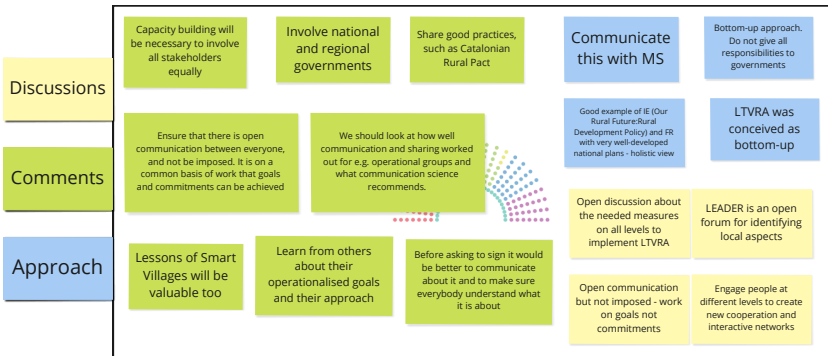 Discussions
Comments
Approach
Capacity building will
be necessary to involve
all stakeholders
equally
Involve national
and regional
governments
Share good practices,
such as Catalonian
Rural Pact
Communicate
this with MS
Bottom-up approach.
Do not give all
responsibilities to
governments
Ensure that there is open
communication between everyone,
and not be imposed. It is on a
common basis of work that goals
and commitments can be achieved
We should look at how well
communication and sharing worked
out for e.g. operational groups and
what communication science
recommends.
Good example of IE (Our
Rural Future:Rural
Development Policy) and FR
with very well-developed
national plans - holistic view
LTVRA was
conceived as
bottom-up
Lessons of Smart
Villages will be
valuable too
Learn from others
about their
operationalised goals
and their approach
Before asking to sign it would
be better to communicate
about it and to make sure
everybody understand what
it is about
Open discussion about
the needed measures
on all levels to
implement LTVRA
LEADER is an open
forum for identifying
local aspects
Open communication
but not imposed - work
on goals not
commitments
Engage people at
different levels to create
new cooperation and
interactive networks